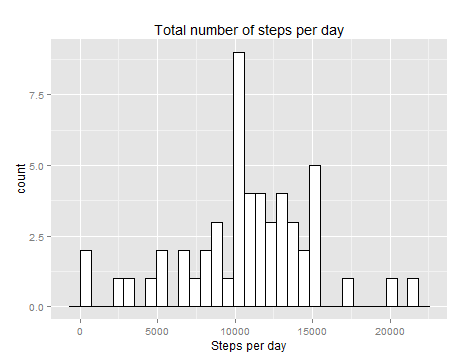 Total number of steps per day
count
7.5
5.0
2.5
0.0
0 5000 10000 15000 20000
Steps per day